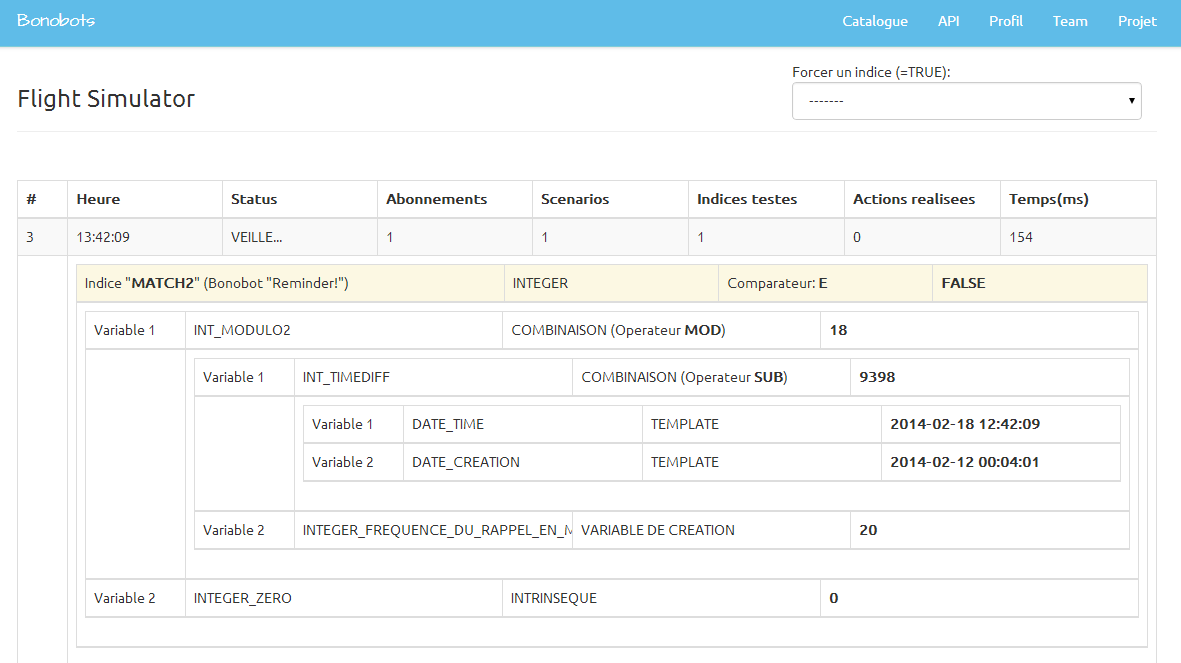 Bonobots Catalogue API Profil Team Projet
Forcer un indice (=TRUE):
Flight Simulator
-------
# Heure Status Abonnements Scenarios Indices testes Actions realisees Temps(ms)
3 13:42:09 VEILLE... 1 1 1 0 154
Indice "MATCH2" (Bonobot "Reminder!") INTEGER Comparateur: E FALSE
Variable 1 INT_MODULO2 COMBINAISON (Operateur MOD) 18
Variable 1 INT_TIMEDIFF COMBINAISON (Operateur SUB) 9398
Variable 1 DATE_TIME TEMPLATE 2014-02-18 12:42:09
Variable 2 DATE_CREATION TEMPLATE 2014-02-12 00:04:01
Variable 2 INTEGER_FREQUENCE_DU_RAPPEL_EN_M VARIABLE DE CREATION 20
Variable 2 INTEGER_ZERO INTRINSEQUE 0